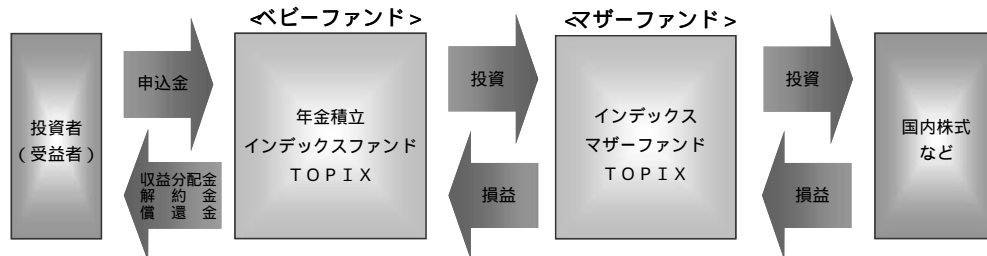 <ベビーファンド>
<マザーファンド>
投資者
（受益者）
申込金
収益分配金
解約金
償還金
年金積立
インデックスファンド
ＴＯＰＩＸ
投資
損益
インデックス
マザーファンド
ＴＯＰＩＸ
投資
損益
国内株式
など